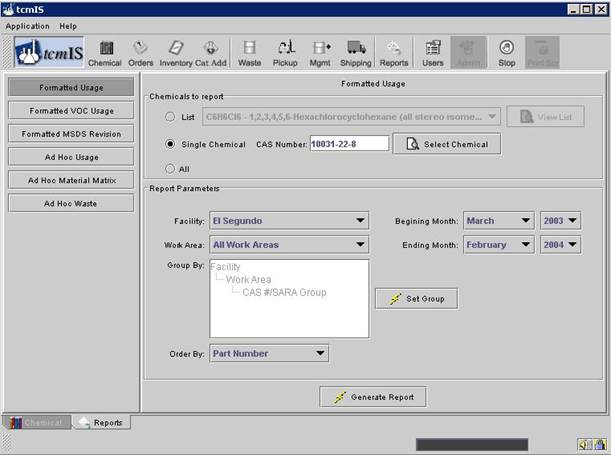 tcmIS
Application Help
tcmIS Chemical Orders Inventory Cat Add Waste Pickup Mgmt Shipping Reports Users Admin Stop Print Scr
Formatted Usage
Formatted VOC Usage
Formatted MSDS Revision
Ad Hoc Usage
Ad Hoc Material Matrix
Ad Hoc Waste
Formatted Usage
Chemicals to report
List C6H6Cl6 - 1,2,3,4,5,6-Hexachlorocyclohexane (all stereo isome... View List
Single Chemical CAS Number: 10031-22-8 Select Chemical
All
Report Parameters
Facility: El Segundo Begining Month: March 2003
Work Area: All Work Areas Ending Month: February 2004
Group By: Facility
Work Area
CAS #/SARA Group
Set Group
Order By: Part Number
Generate Report
Chemical Reports